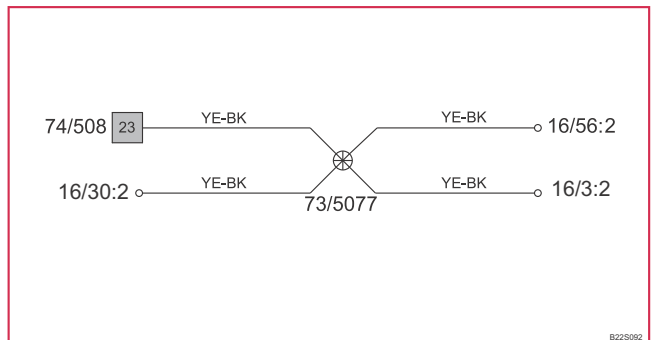 YE-BK YE-BK
74/508 23 16/56:2
YE-BK YE-BK
16/30:2 16/3:2
73/5077
B22S092